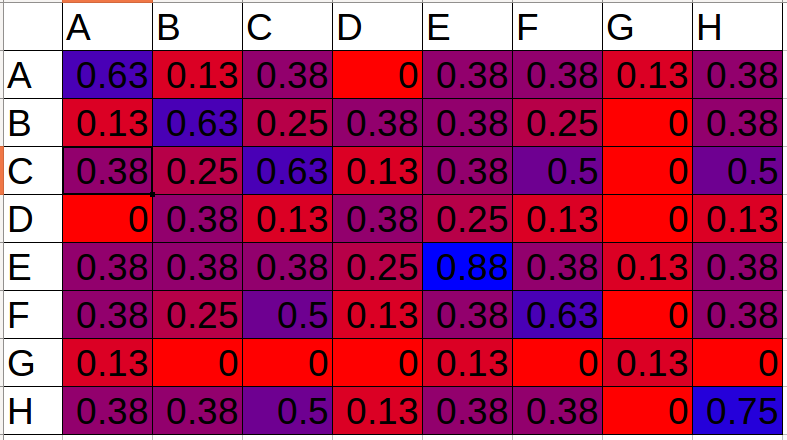 A B C D E F G H
A 0.63 0.13 0.38 0 0.38 0.38 0.13 0.38
B 0.13 0.63 0.25 0.38 0.38 0.25 0 0.38
C 0.38 0.25 0.63 0.13 0.38 0.5 0 0.5
D 0 0.38 0.13 0.38 0.25 0.13 0 0.13
E 0.38 0.38 0.38 0.25 0.88 0.38 0.13 0.38
F 0.38 0.25 0.5 0.13 0.38 0.63 0 0.38
G 0.13 0 0 0 0.13 0 0.13 0
H 0.38 0.38 0.5 0.13 0.38 0.38 0 0.75